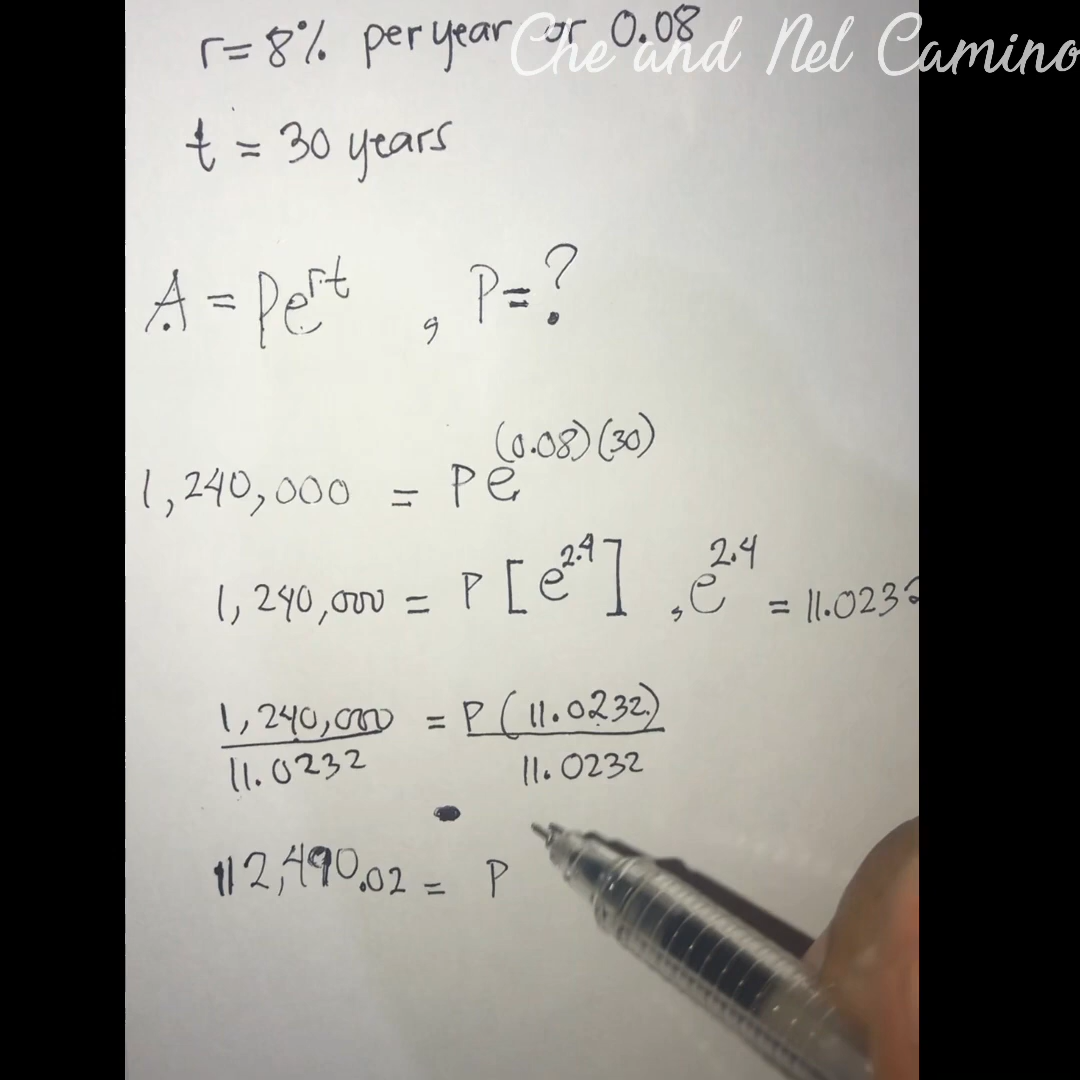 Che and Nel Camino
r = 8% per year or 0.08
t = 30 years
A = Pe^rt , P = ?
1,240,000 = Pe^(0.08)(30)
1,240,000 = P [e^2.4] , e^2.4 = 11.0232
1,240,000 = P (11.0232)
11.0232 11.0232
112,490.02 = P